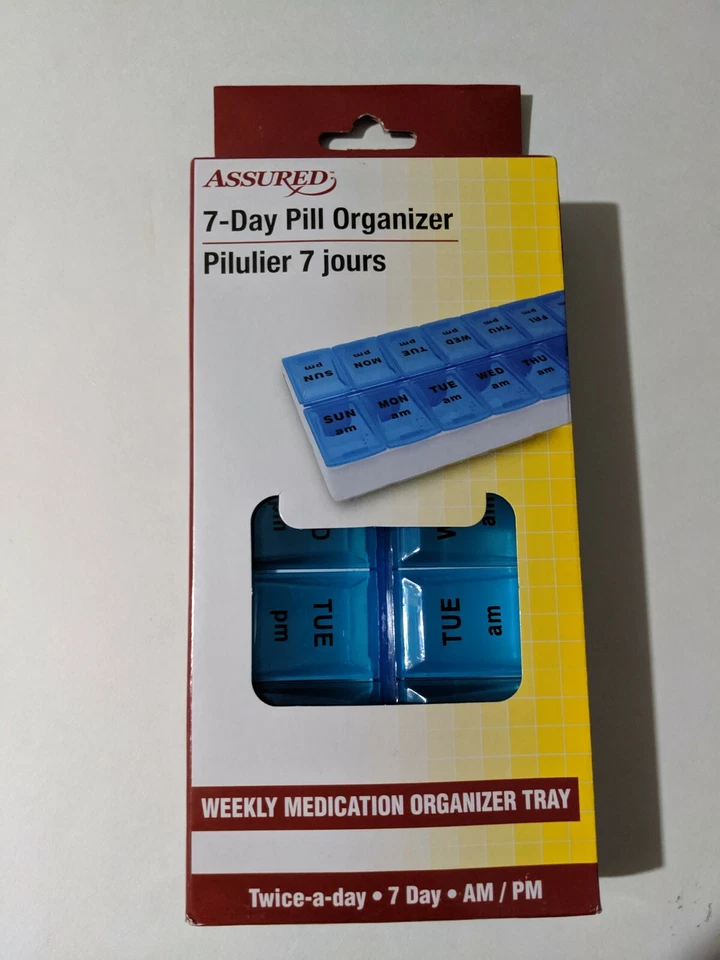 ASSURED
7-Day Pill Organizer
Pilulier 7 jours
SUN pm
MON pm
TUE pm
WED pm
THU pm
FRI
SUN am
MON am
TUE am
WED am
THU am
am
TUE pm
TUE am
WEEKLY MEDICATION ORGANIZER TRAY
Twice-a-day • 7 Day • AM / PM